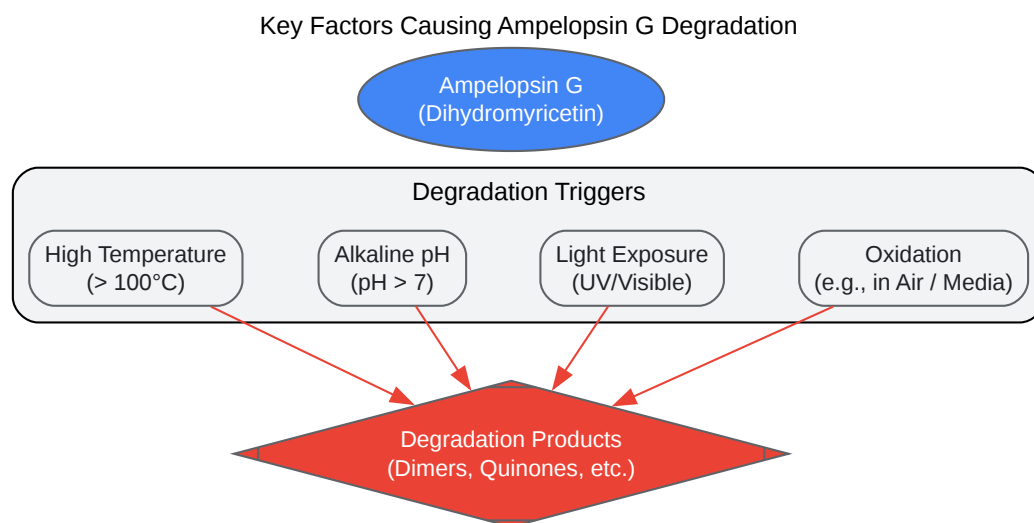 Key Factors Causing Ampelopsin G Degradation
Ampelopsin G
(Dihydromyricetin)
Degradation Triggers
High Temperature
(> 100°C)
Alkaline pH
(pH > 7)
Light Exposure
(UV/Visible)
Oxidation
(e.g., in Air / Media)
Degradation Products
(Dimers, Quinones, etc.)